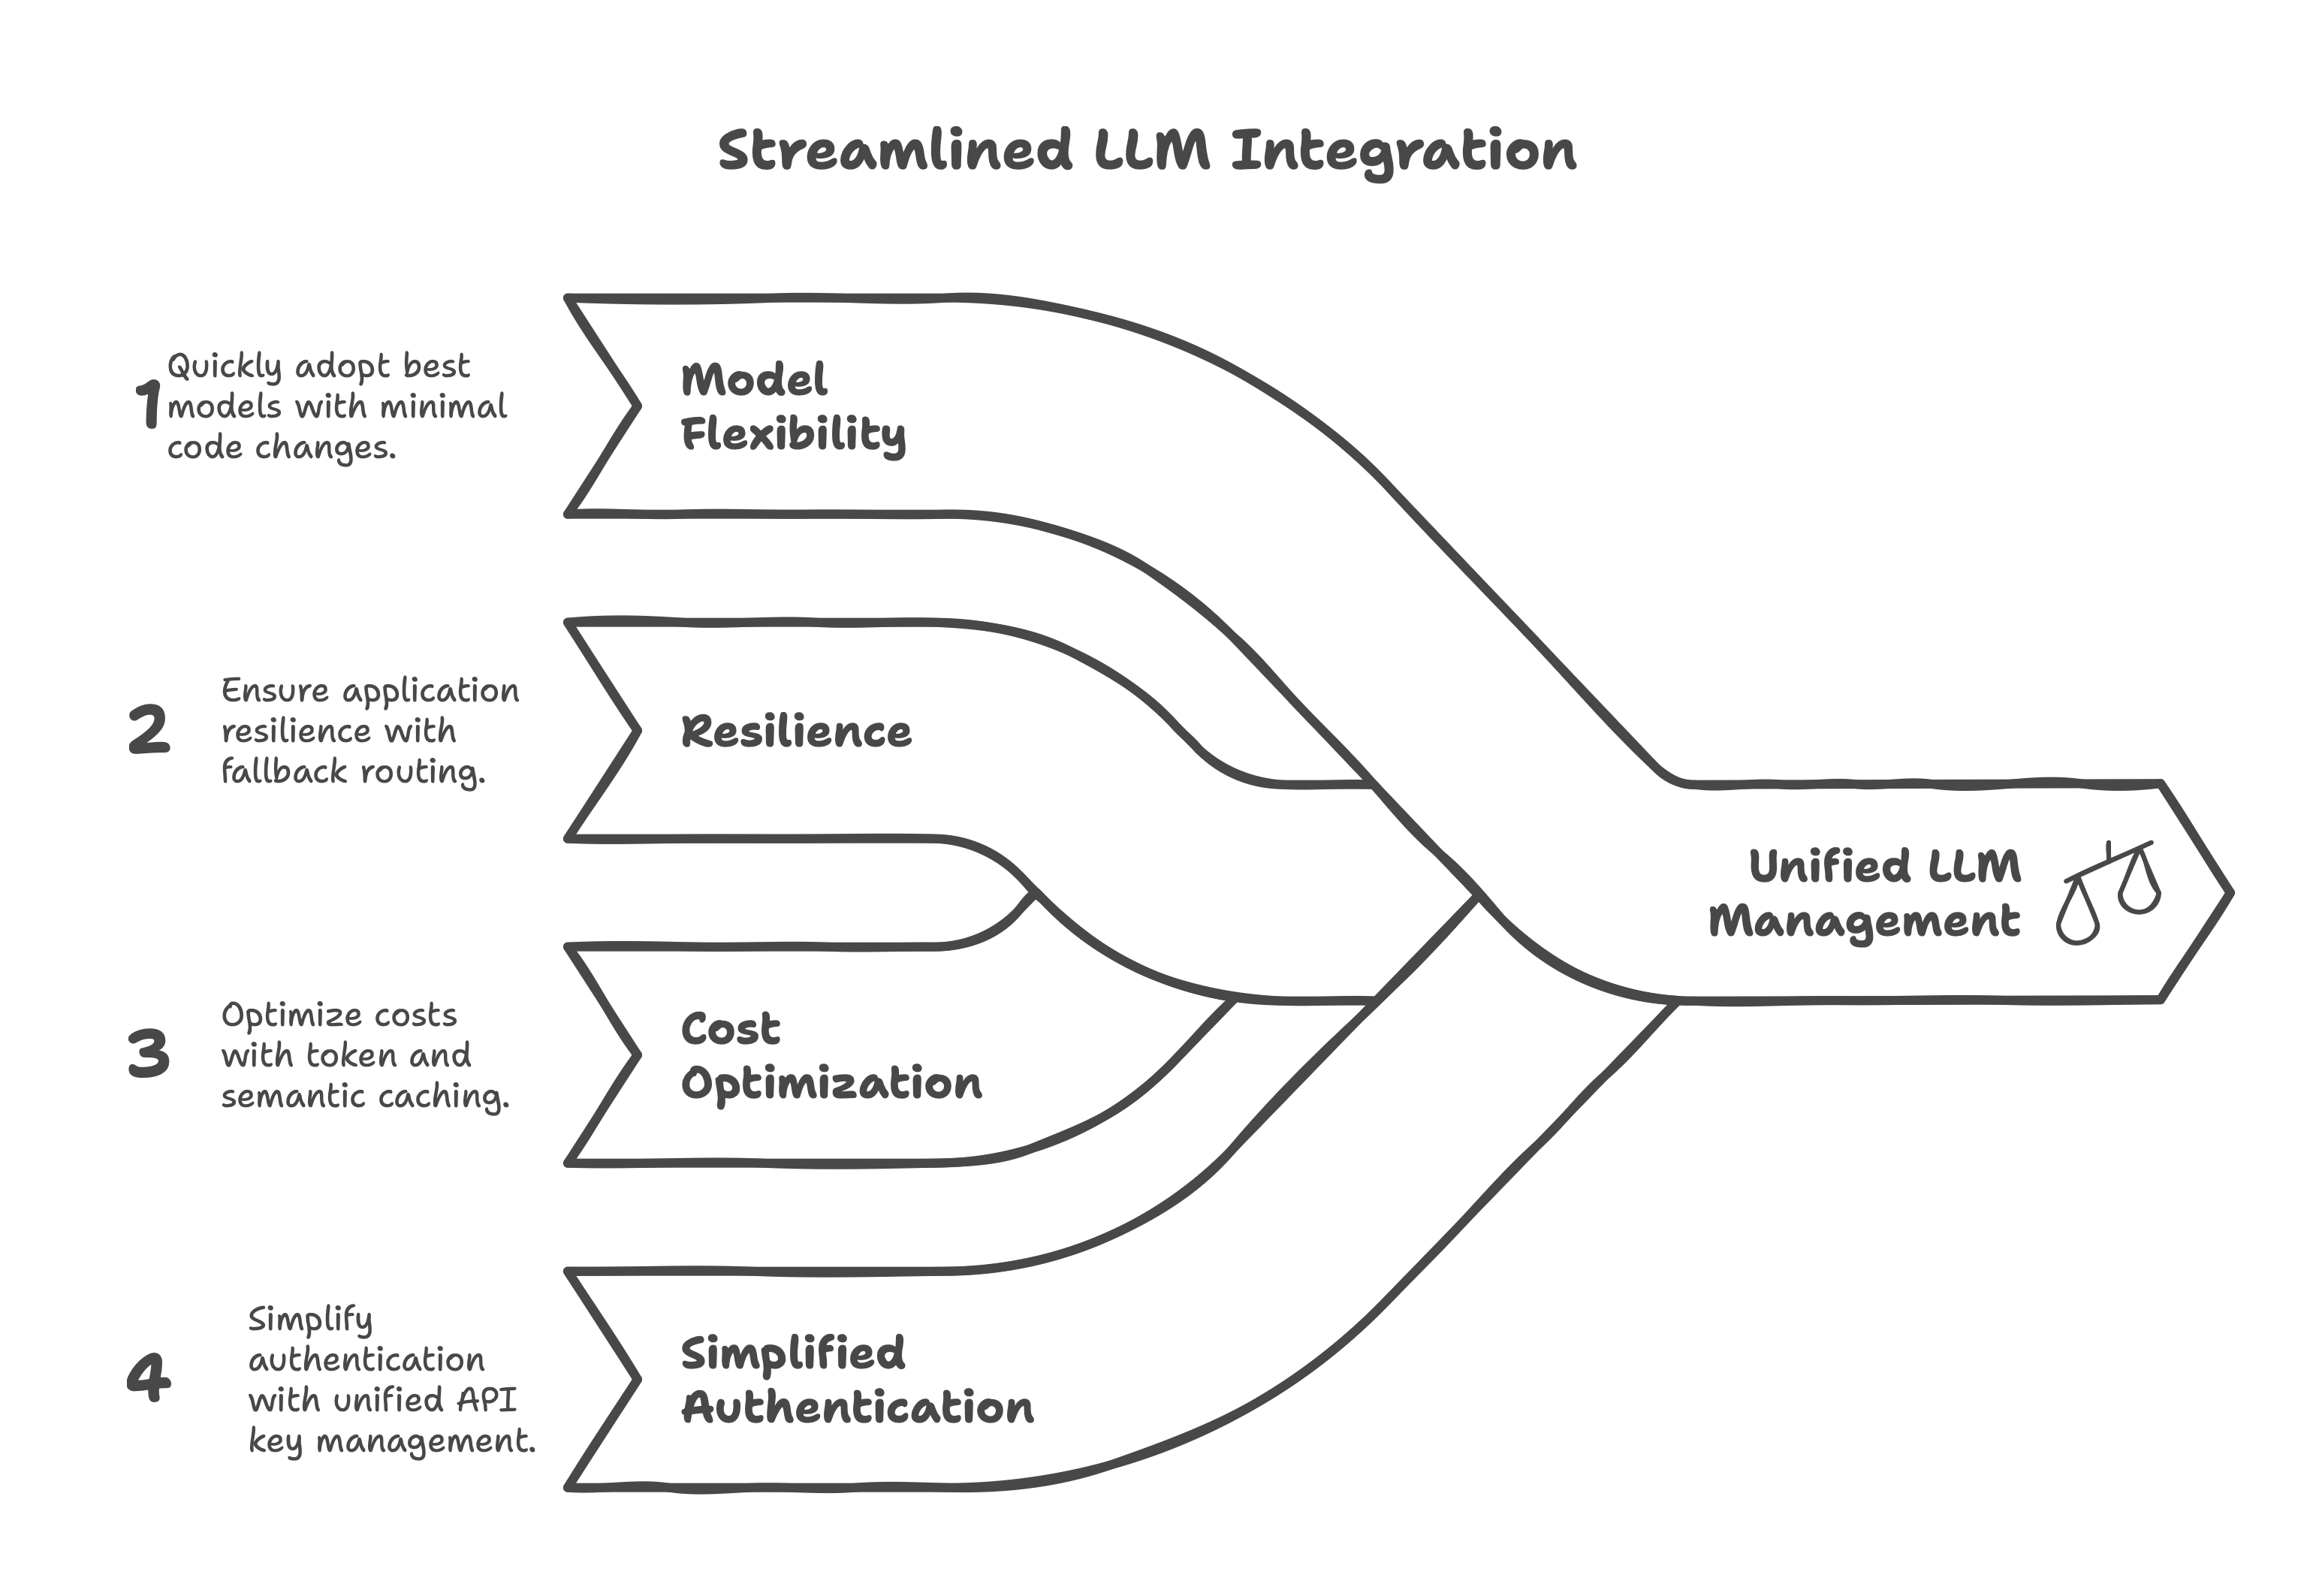 Streamlined LLM Integration
1
Quickly adopt best
models with minimal
code changes.
Model
Flexibility
2
Ensure application
resilience with
fallback routing.
Resilience
Unified LLM
Management
3
Optimize costs
with token and
semantic caching.
Cost
Optimization
4
Simplify
authentication
with unified API
key management.
Simplified
Authentication